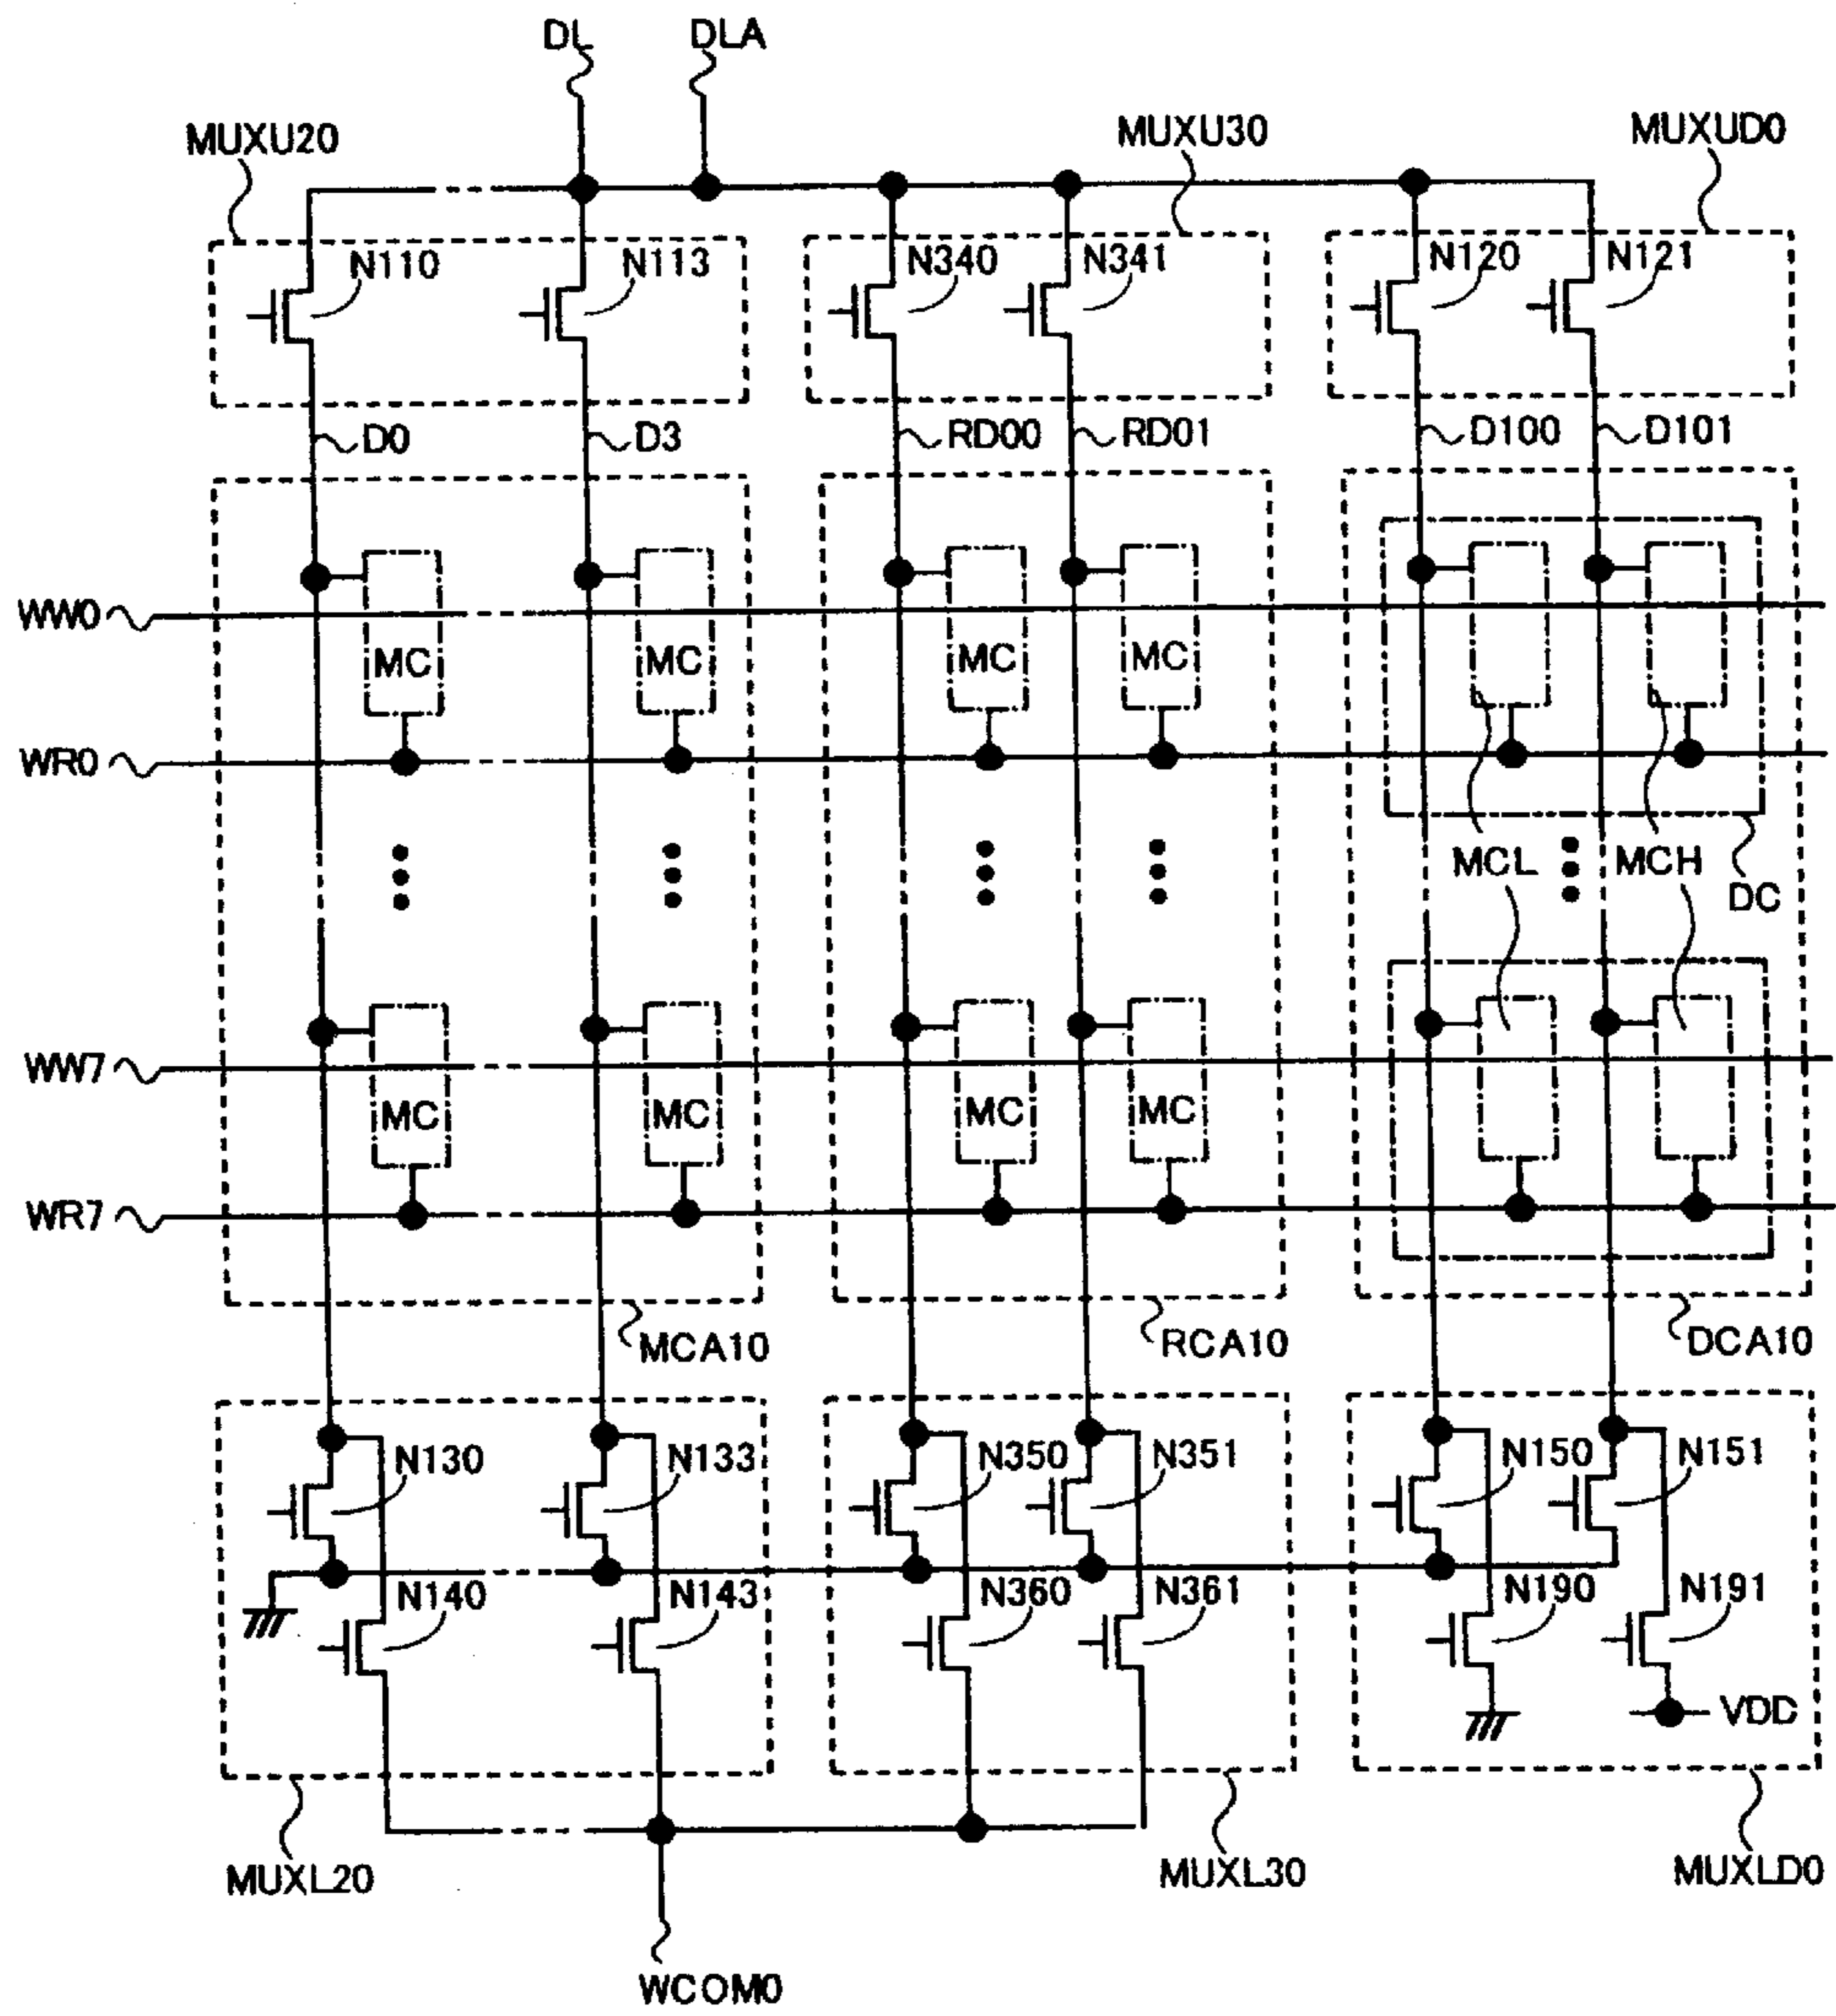 DL DLA
MUXU20 MUXU30 MUXUD0
N110 N113 N340 N341 N120 N121
D0 D3 RD00 RD01 D100 D101
WW0
MC MC MC MC
WR0
MCL MCH
DC
WW7
MC MC MC MC
WR7
MCA10 RCA10 DCA10
N130 N133 N350 N351 N150 N151
N140 N143 N360 N361 N190 N191
VDD
MUXL20 MUXL30 MUXLD0
WCOM0